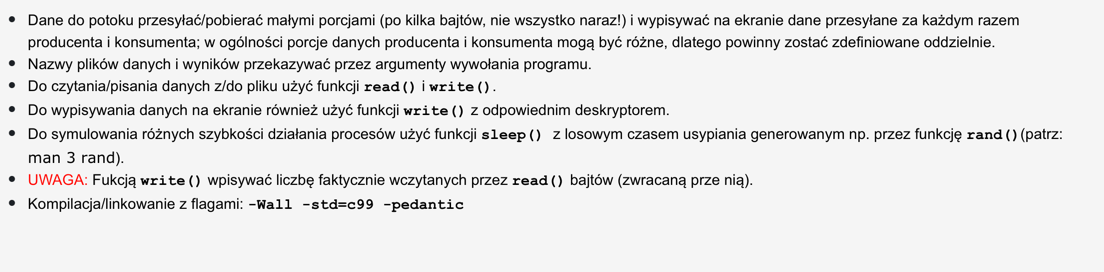 • Dane do potoku przesyłać/pobierać małymi porcjami (po kilka bajtów, nie wszystko naraz!) i wypisywać na ekranie dane przesyłane za każdym razem
producenta i konsumenta; w ogólności porcje danych producenta i konsumenta mogą być różne, dlatego powinny zostać zdefiniowane oddzielnie.
• Nazwy plików danych i wyników przekazywać przez argumenty wywołania programu.
• Do czytania/pisania danych z/do pliku użyć funkcji read() i write().
• Do wypisywania danych na ekranie również użyć funkcji write() z odpowiednim deskryptorem.
• Do symulowania różnych szybkości działania procesów użyć funkcji sleep() z losowym czasem usypiania generowanym np. przez funkcję rand()(patrz:
man 3 rand).
• UWAGA: Fukcją write() wpisywać liczbę faktycznie wczytanych przez read() bajtów (zwracaną prze nią).
• Kompilacja/linkowanie z flagami: -Wall -std=c99 -pedantic